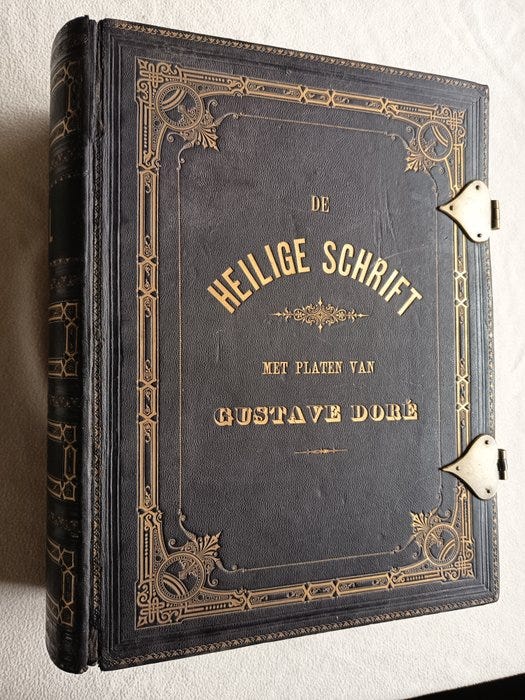 DE
HEILIGE SCHRIFT
MET PLATEN VAN
GUSTAVE DORÉ